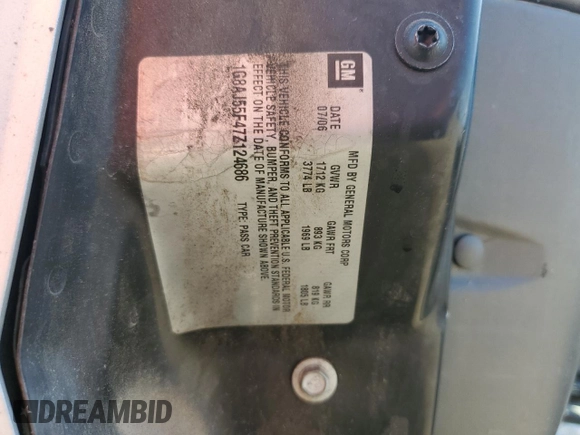 GM
MFD BY GENERAL MOTORS CORP
DATE GVWR GAWR FRT GAWR RR
07/06 1712 KG 893 KG 819 KG
3774 LB 1969 LB 1805 LB
THIS VEHICLE CONFORMS TO ALL APPLICABLE U.S. FEDERAL MOTOR
VEHICLE SAFETY, BUMPER, AND THEFT PREVENTION STANDARDS IN
EFFECT ON THE DATE OF MANUFACTURE SHOWN ABOVE.
1G8AJ55F47Z124686 TYPE: PASS CAR
DREAMBID